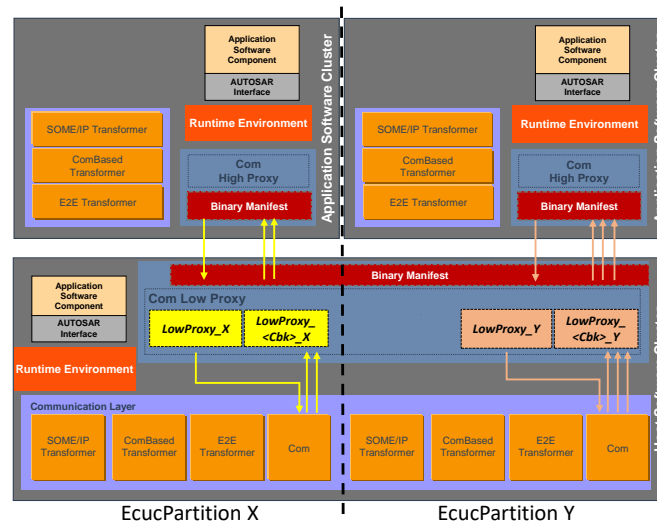 Application
Software
Component
AUTOSAR
Interface
Runtime Environment
SOME/IP Transformer
ComBased
Transformer
E2E Transformer
Com
High Proxy
Binary Manifest
Application Software Cluster
Application
Software
Component
AUTOSAR
Interface
Runtime Environment
SOME/IP Transformer
ComBased
Transformer
E2E Transformer
Com
High Proxy
Binary Manifest
Binary Manifest
Application
Software
Component
AUTOSAR
Interface
Runtime Environment
Com Low Proxy
LowProxy_X
LowProxy_
<Cbk>_X
LowProxy_Y
LowProxy_
<Cbk>_Y
Communication Layer
SOME/IP
Transformer
ComBased
Transformer
E2E
Transformer
Com
SOME/IP
Transformer
ComBased
Transformer
E2E
Transformer
Com
EcucPartition X
EcucPartition Y